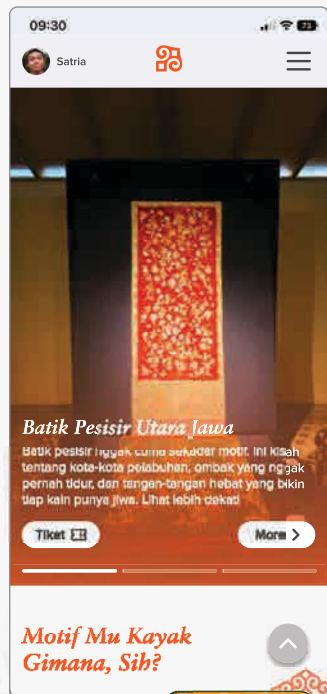 09:30
73
Satria
Batik Pesisir Utara Jawa
Batik pesisir nggak cuma sekadar motif. Ini kisah
tentang kota-kota pelabuhan, ombak yang nggak
pernah tidur, dan tangan-tangan hebat yang bikin
tiap kain punya jiwa. Lihat lebih dekat!
Tiket
More
Motif Mu Kayak
Gimana, Sih?